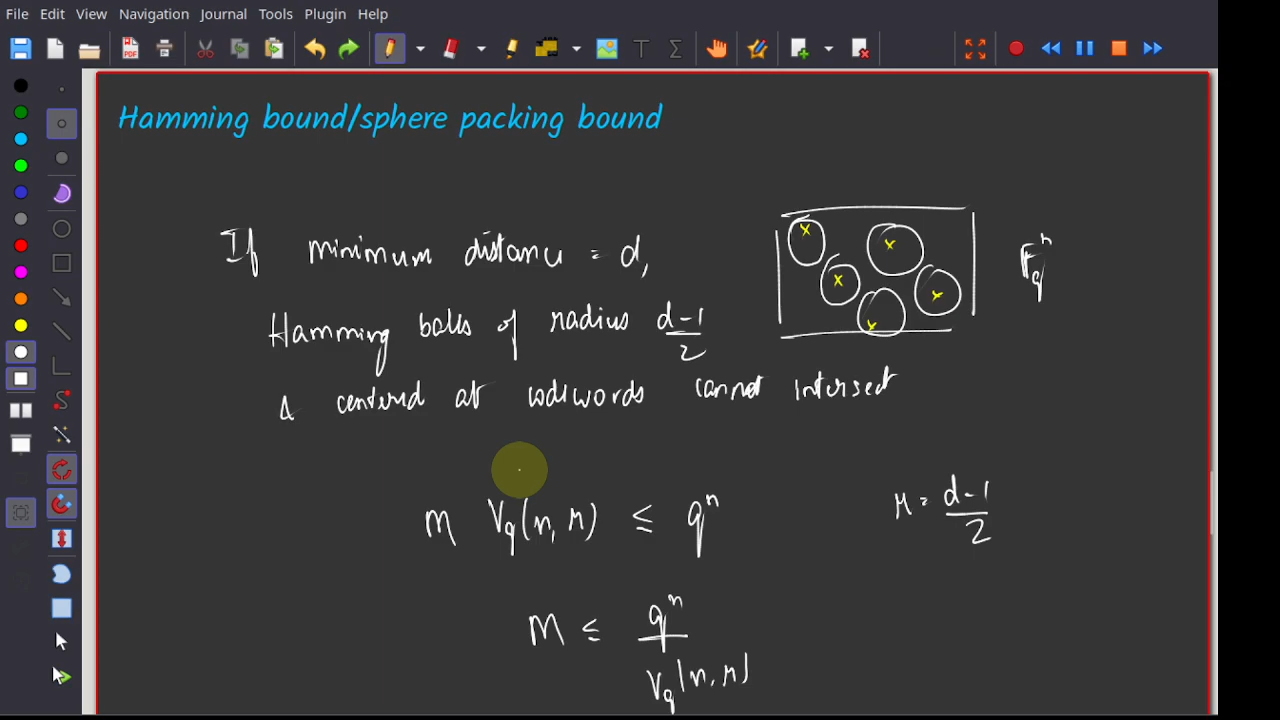 File Edit View Navigation Journal Tools Plugin Help
Hamming bound/sphere packing bound
If minimum distance = d,
F_q^n
Hamming balls of radius (d-1)/2
& centered at codewords cannot intersect
M V_q(n, r) ≤ q^n
r = (d-1)/2
M ≤ q^n / V_q(n, r)